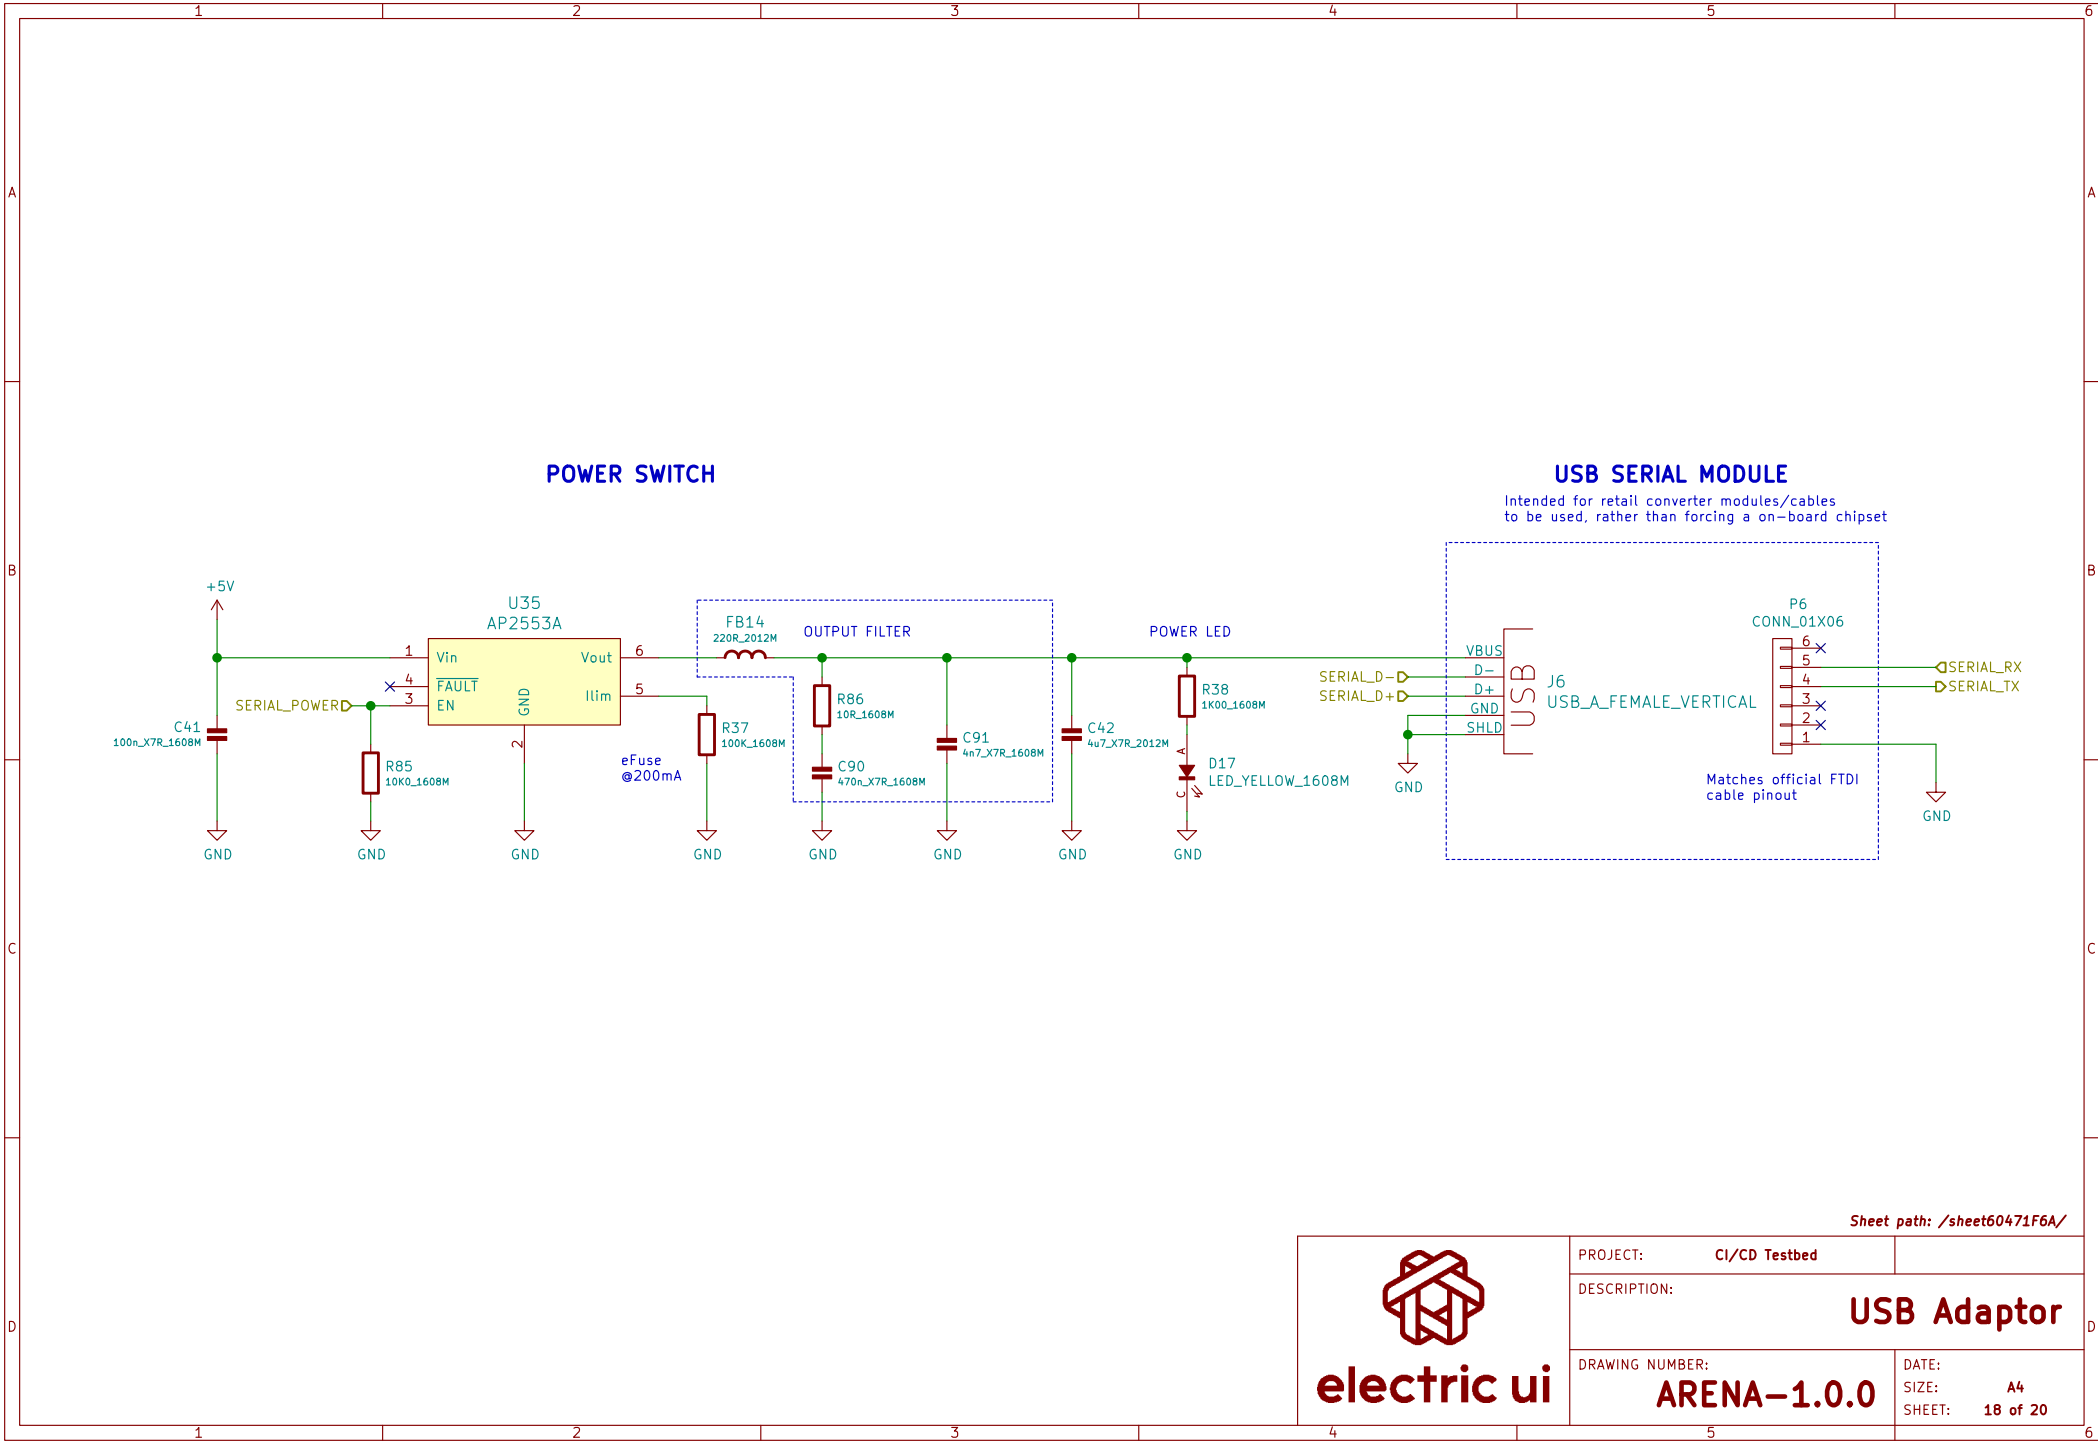 1 2 3 4 5 6
A A
B B
C C
D D
POWER SWITCH
USB SERIAL MODULE
Intended for retail converter modules/cables
to be used, rather than forcing a on-board chipset
+5V
C41
100n_X7R_1608M
GND
SERIAL_POWER
R85
10K0_1608M
GND
U35
AP2553A
1 Vin
4 FAULT
3 EN
GND
2
Vout 6
Ilim 5
GND
eFuse
@200mA
R37
100K_1608M
GND
FB14
220R_2012M
OUTPUT FILTER
R86
10R_1608M
C90
470n_X7R_1608M
GND
C91
4n7_X7R_1608M
GND
C42
4u7_X7R_2012M
GND
POWER LED
R38
1K00_1608M
A
D17
LED_YELLOW_1608M
C
GND
SERIAL_D-
SERIAL_D+
VBUS
D-
D+
GND
SHLD
GND
USB
J6
USB_A_FEMALE_VERTICAL
P6
CONN_01X06
6
5
4
3
2
1
SERIAL_RX
SERIAL_TX
GND
Matches official FTDI
cable pinout
Sheet path: /sheet60471F6A/
electric ui
PROJECT: CI/CD Testbed
DESCRIPTION:
USB Adaptor
DRAWING NUMBER:
ARENA-1.0.0
DATE:
SIZE: A4
SHEET: 18 of 20
1 2 3 4 5 6